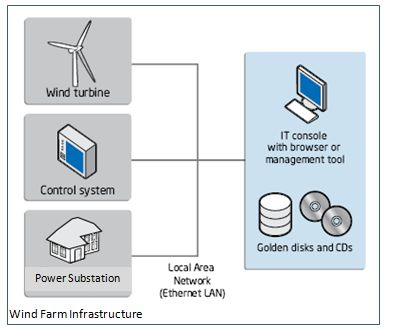 Wind turbine
Control system
Power Substation
Local Area
Network
(Ethernet LAN)
IT console
with browser or
management tool
Golden disks and CDs
Wind Farm Infrastructure